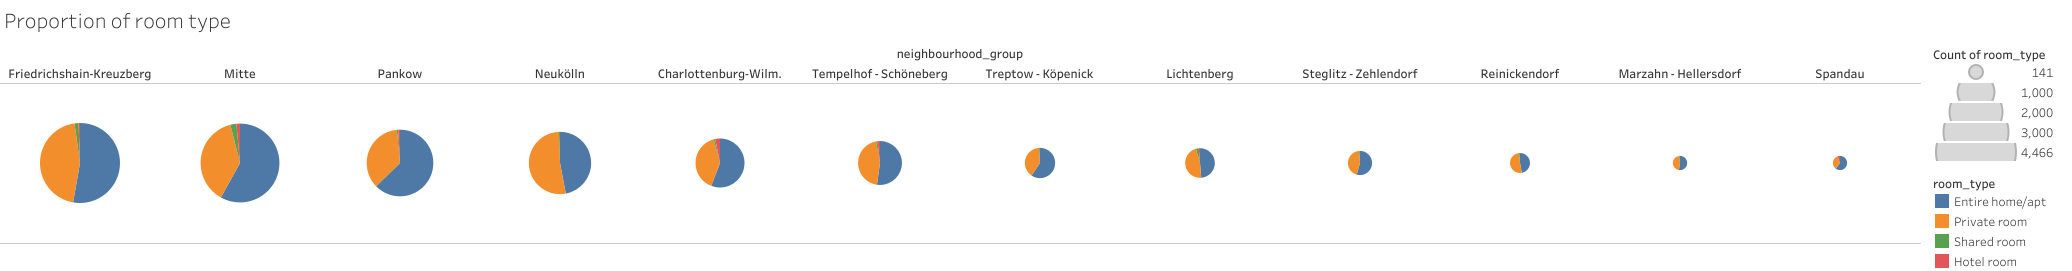 Proportion of room type
neighbourhood_group
Friedrichshain-Kreuzberg Mitte Pankow Neukölln Charlottenburg-Wilm. Tempelhof - Schöneberg Treptow - Köpenick Lichtenberg Steglitz - Zehlendorf Reinickendorf Marzahn - Hellersdorf Spandau
Count of room_type
141
1,000
2,000
3,000
4,466
room_type
Entire home/apt
Private room
Shared room
Hotel room